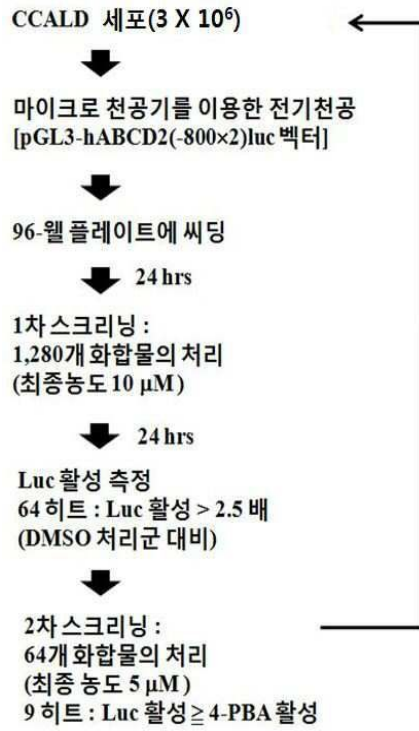 CCALD 세포(3 X 10⁶)
마이크로 천공기를 이용한 전기천공
[pGL3-hABCD2(-800×2)luc 벡터]
96-웰 플레이트에 씨딩
24 hrs
1차 스크리닝 :
1,280개 화합물의 처리
(최종농도 10 μM)
24 hrs
Luc 활성 측정
64 히트 : Luc 활성 > 2.5 배
(DMSO 처리군 대비)
2차 스크리닝 :
64개 화합물의 처리
(최종 농도 5 μM)
9 히트 : Luc 활성≧4-PBA 활성